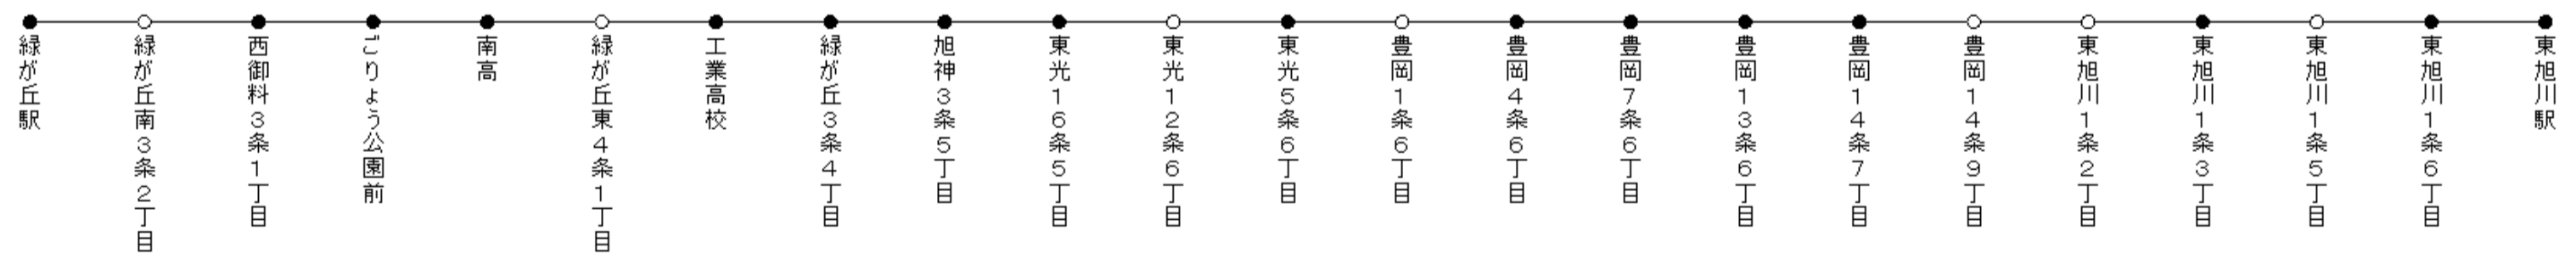 緑が丘駅
緑が丘南３条２丁目
西御料３条１丁目
ごりょう公園前
南高
緑が丘東４条１丁目
工業高校
緑が丘３条４丁目
旭神３条５丁目
東光１６条５丁目
東光１２条６丁目
東光５条６丁目
豊岡１条６丁目
豊岡４条６丁目
豊岡７条６丁目
豊岡１３条６丁目
豊岡１４条７丁目
豊岡１４条９丁目
東旭川１条２丁目
東旭川１条３丁目
東旭川１条５丁目
東旭川１条６丁目
東旭川駅